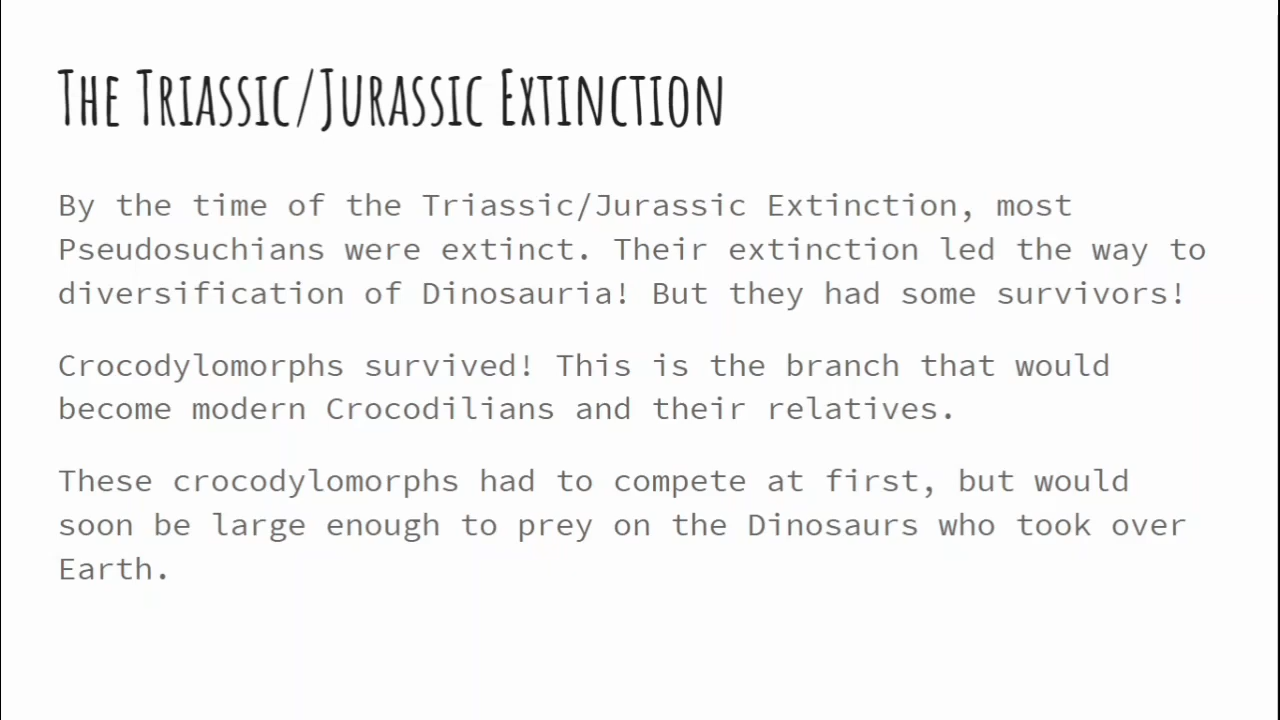 The Triassic/Jurassic Extinction
By the time of the Triassic/Jurassic Extinction, most
Pseudosuchians were extinct. Their extinction led the way to
diversification of Dinosauria! But they had some survivors!
Crocodylomorphs survived! This is the branch that would
become modern Crocodilians and their relatives.
These crocodylomorphs had to compete at first, but would
soon be large enough to prey on the Dinosaurs who took over
Earth.